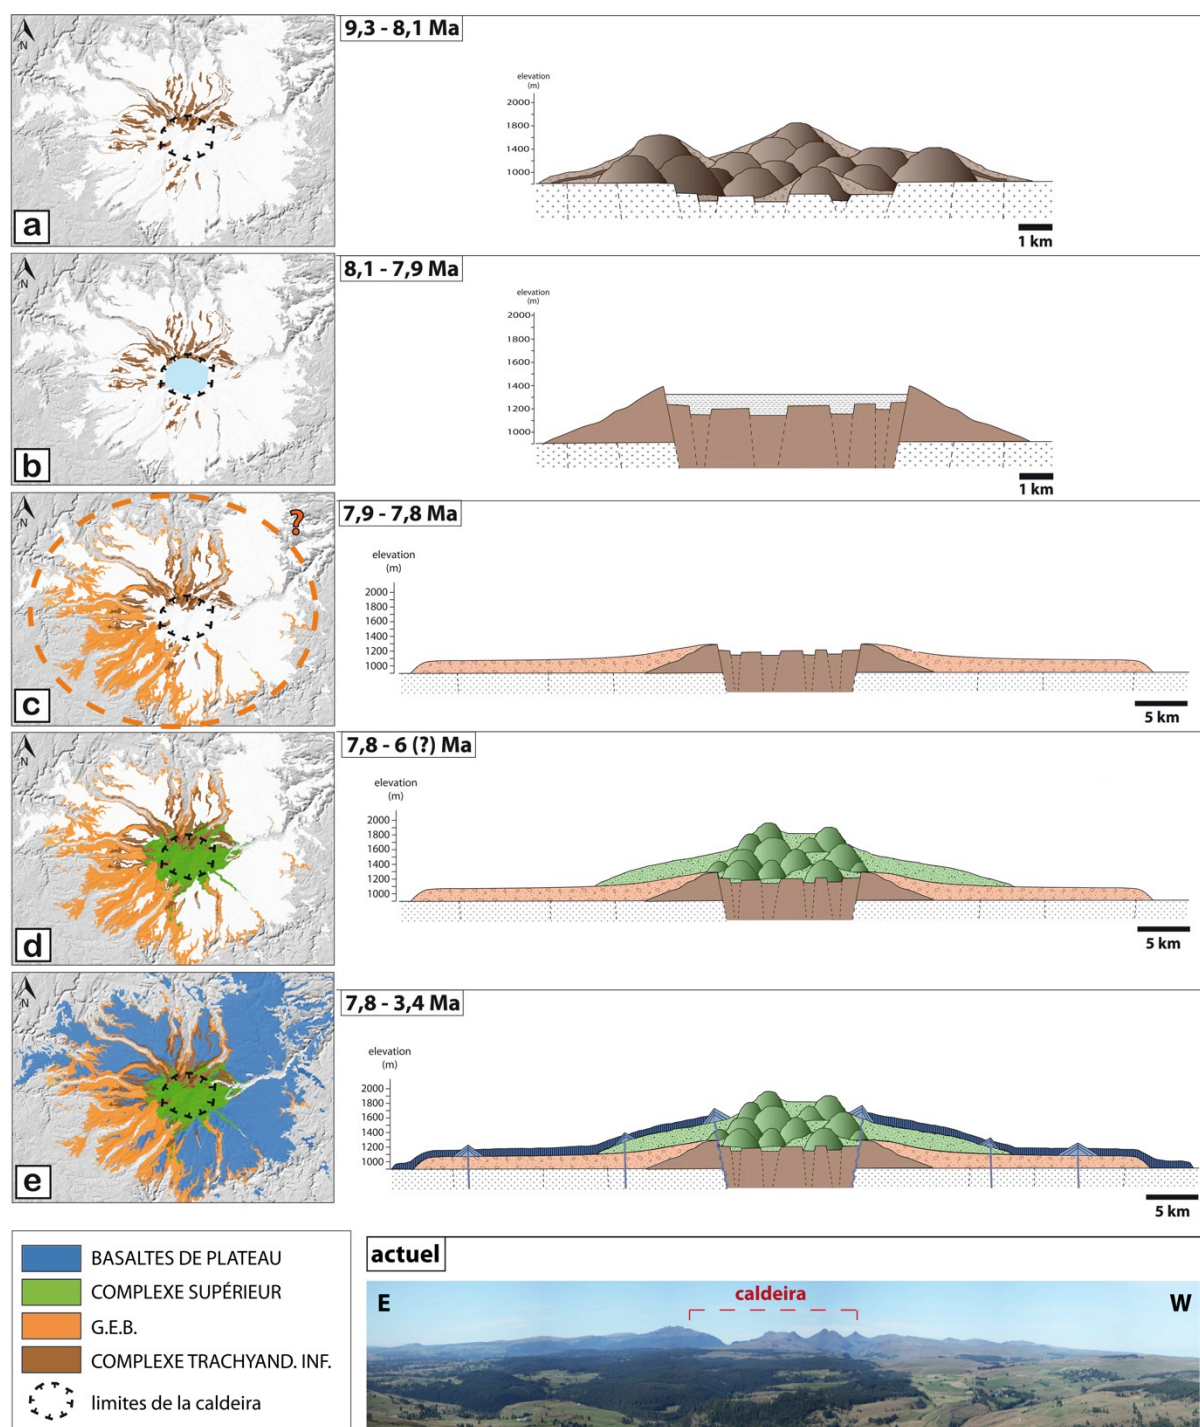 N
a
9,3 - 8,1 Ma
elevation
(m)
2000
1800
1400
1000
1 km
N
b
8,1 - 7,9 Ma
elevation
(m)
2000
1800
1600
1400
1200
1000
1 km
N
?
c
7,9 - 7,8 Ma
elevation
(m)
2000
1800
1600
1400
1200
1000
5 km
N
d
7,8 - 6 (?) Ma
elevation
(m)
2000
1800
1600
1400
1200
1000
5 km
N
e
7,8 - 3,4 Ma
elevation
(m)
2000
1800
1600
1400
1200
1000
5 km
BASALTES DE PLATEAU
COMPLEXE SUPÉRIEUR
G.E.B.
COMPLEXE TRACHYAND. INF.
limites de la caldeira
actuel
E
caldeira
W